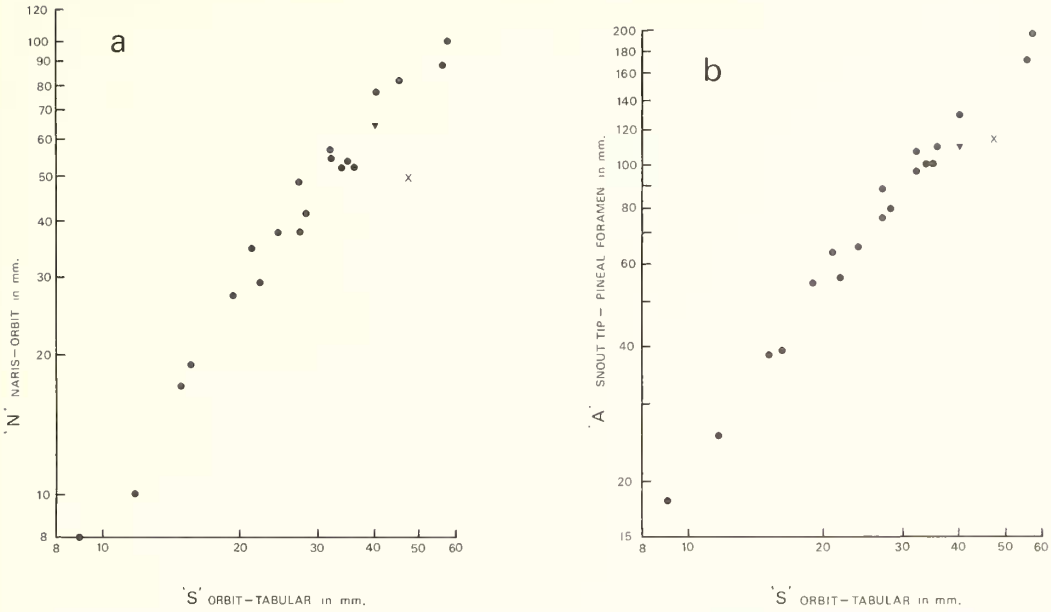 a
120
100
90
80
70
60
50
40
30
20
10
8
8 10 20 30 40 50 60
'N' NARIS–ORBIT in mm.
'S' ORBIT–TABULAR in mm.
b
200
180
160
140
120
100
80
60
40
20
15
8 10 20 30 40 50 60
'A' SNOUT TIP – PINEAL FORAMEN in mm.
'S' ORBIT–TABULAR in mm.